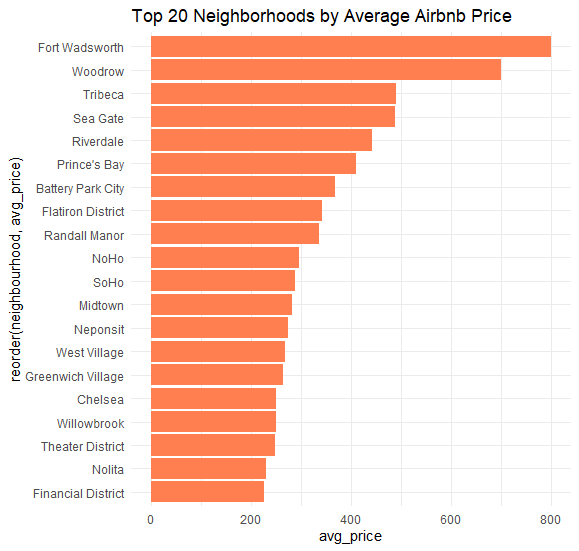 Top 20 Neighborhoods by Average Airbnb Price
reorder(neighbourhood, avg_price)
Fort Wadsworth
Woodrow
Tribeca
Sea Gate
Riverdale
Prince's Bay
Battery Park City
Flatiron District
Randall Manor
NoHo
SoHo
Midtown
Neponsit
West Village
Greenwich Village
Chelsea
Willowbrook
Theater District
Nolita
Financial District
0 200 400 600 800
avg_price